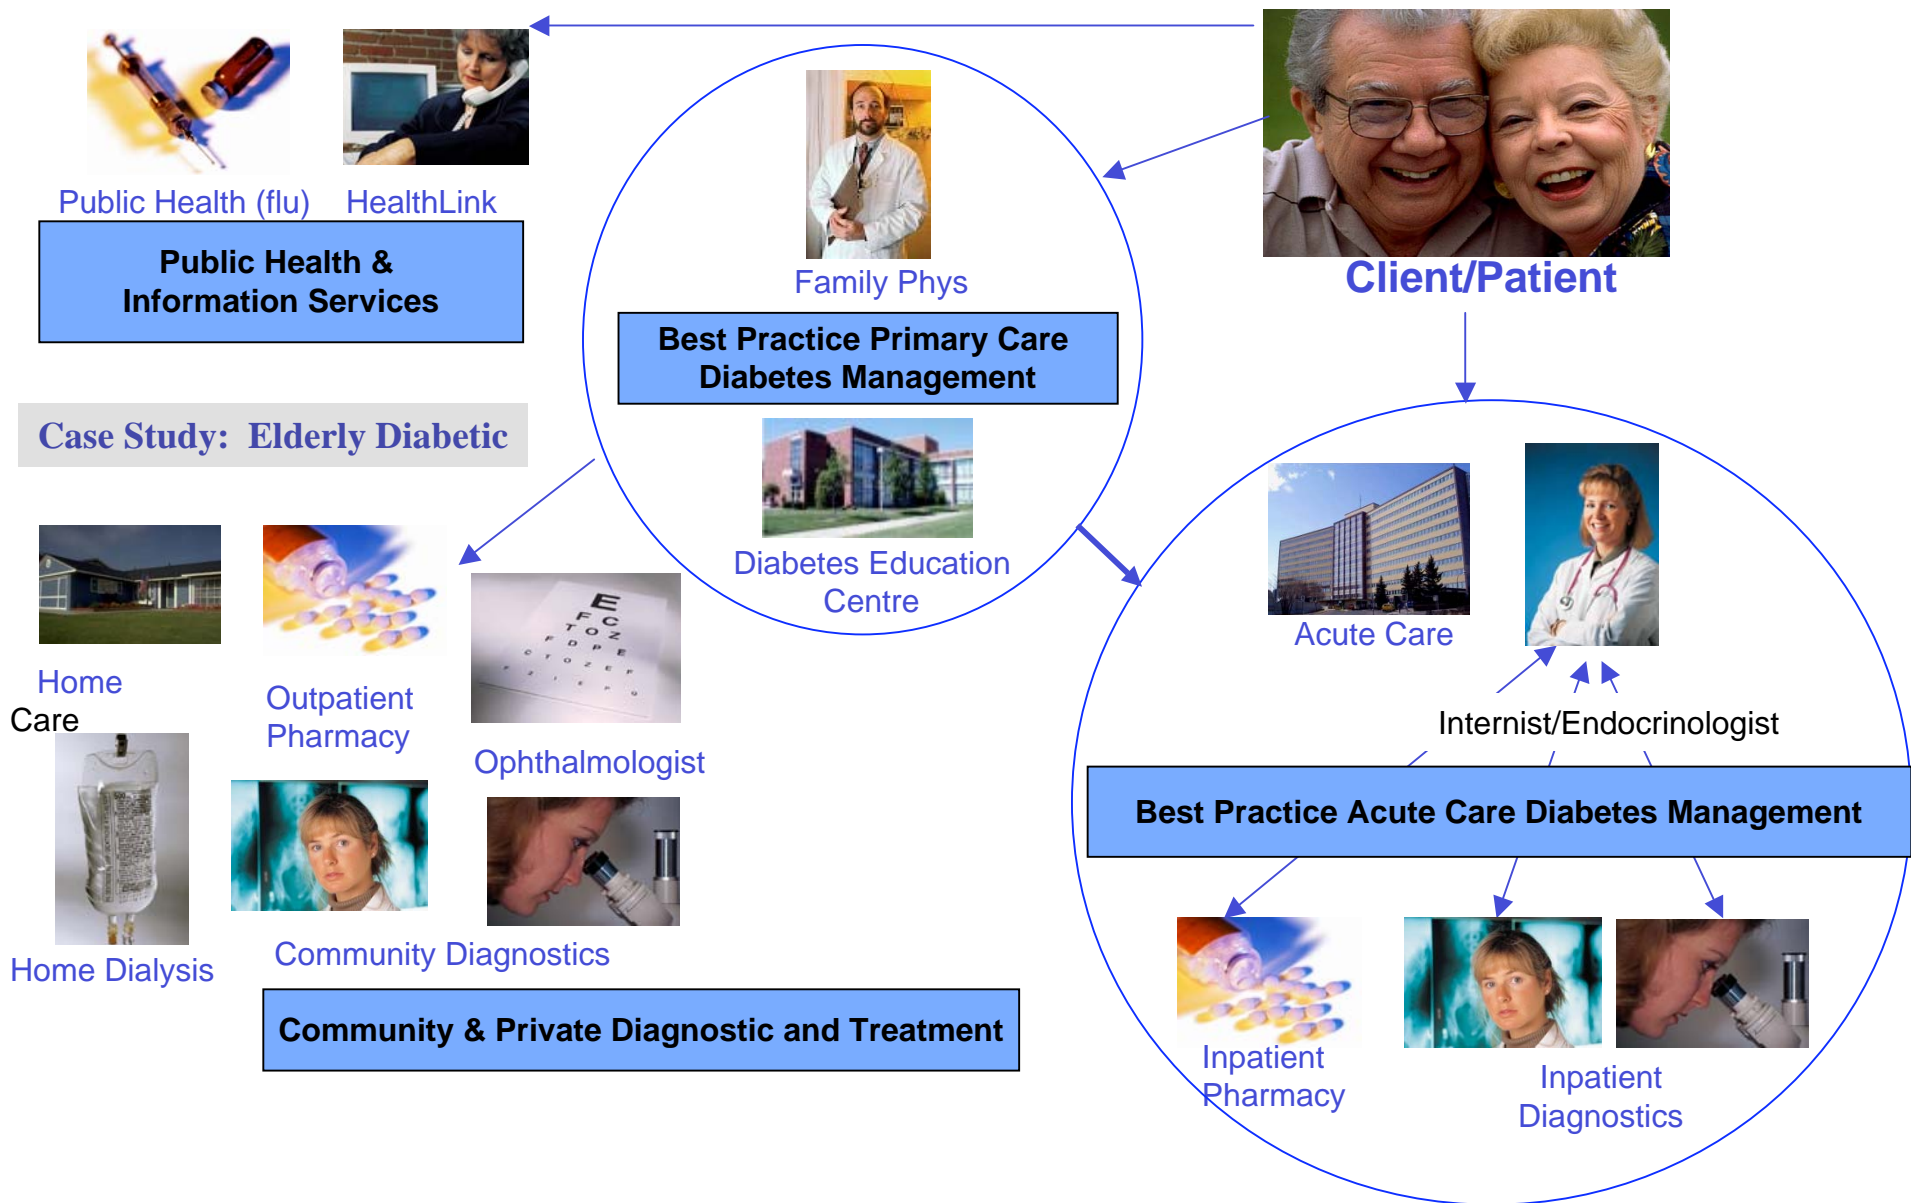 Public Health (flu)
HealthLink
Public Health &
Information Services
Family Phys
Best Practice Primary Care
Diabetes Management
Diabetes Education
Centre
Client/Patient
Case Study:  Elderly Diabetic
Home
Care
Outpatient
Pharmacy
E
F C
T O Z
F D P E
C T O Z E F
Ophthalmologist
Home Dialysis
Community Diagnostics
Community & Private Diagnostic and Treatment
Acute Care
Internist/Endocrinologist
Best Practice Acute Care Diabetes Management
Inpatient
Pharmacy
Inpatient
Diagnostics